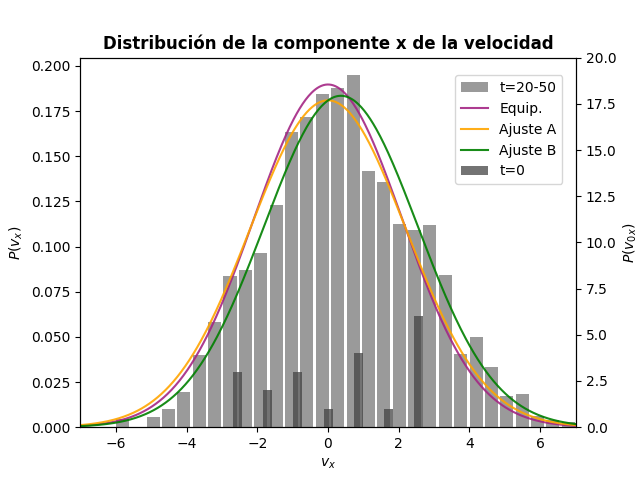 Distribución de la componente x de la velocidad
0.200
0.175
0.150
0.125
0.100
0.075
0.050
0.025
0.000
P(vₓ)
−6
−4
−2
0
2
4
6
vₓ
20.0
17.5
15.0
12.5
10.0
7.5
5.0
2.5
0.0
P(v₀ₓ)
t=20-50
Equip.
Ajuste A
Ajuste B
t=0